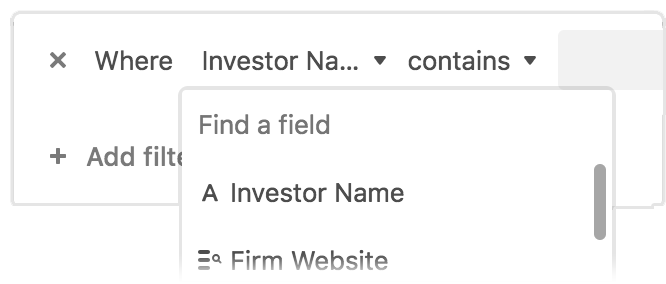 × Where Investor Na... ▼ contains ▼
Find a field
+ Add filte
A Investor Name
Firm Website